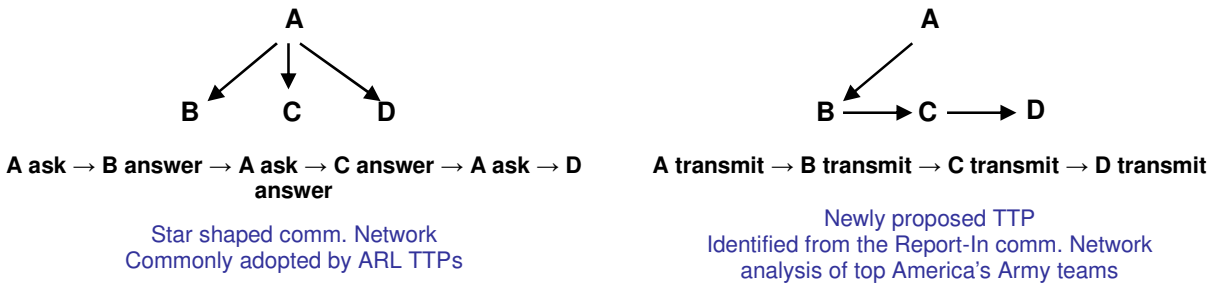 A
B C D
A ask → B answer → A ask → C answer → A ask → D
answer
Star shaped comm. Network
Commonly adopted by ARL TTPs
A
B C D
A transmit → B transmit → C transmit → D transmit
Newly proposed TTP
Identified from the Report-In comm. Network
analysis of top America's Army teams